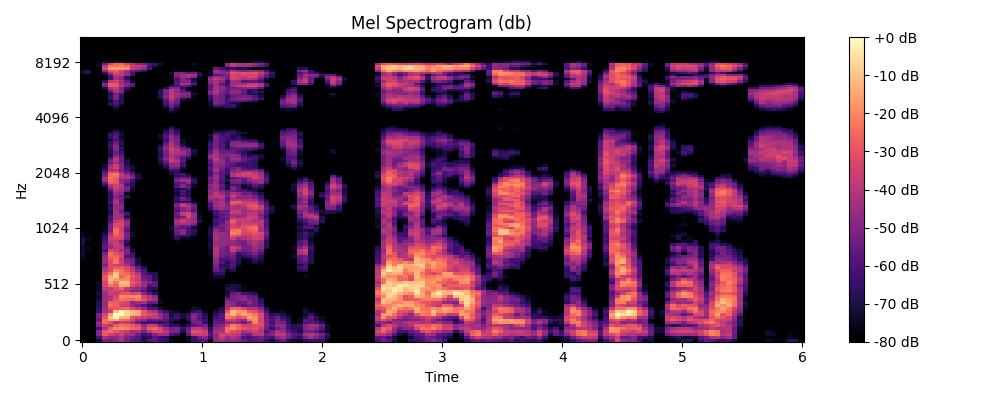 Mel Spectrogram (db)
8192
4096
2048
1024
512
0
Hz
0 1 2 3 4 5 6
Time
+0 dB
-10 dB
-20 dB
-30 dB
-40 dB
-50 dB
-60 dB
-70 dB
-80 dB